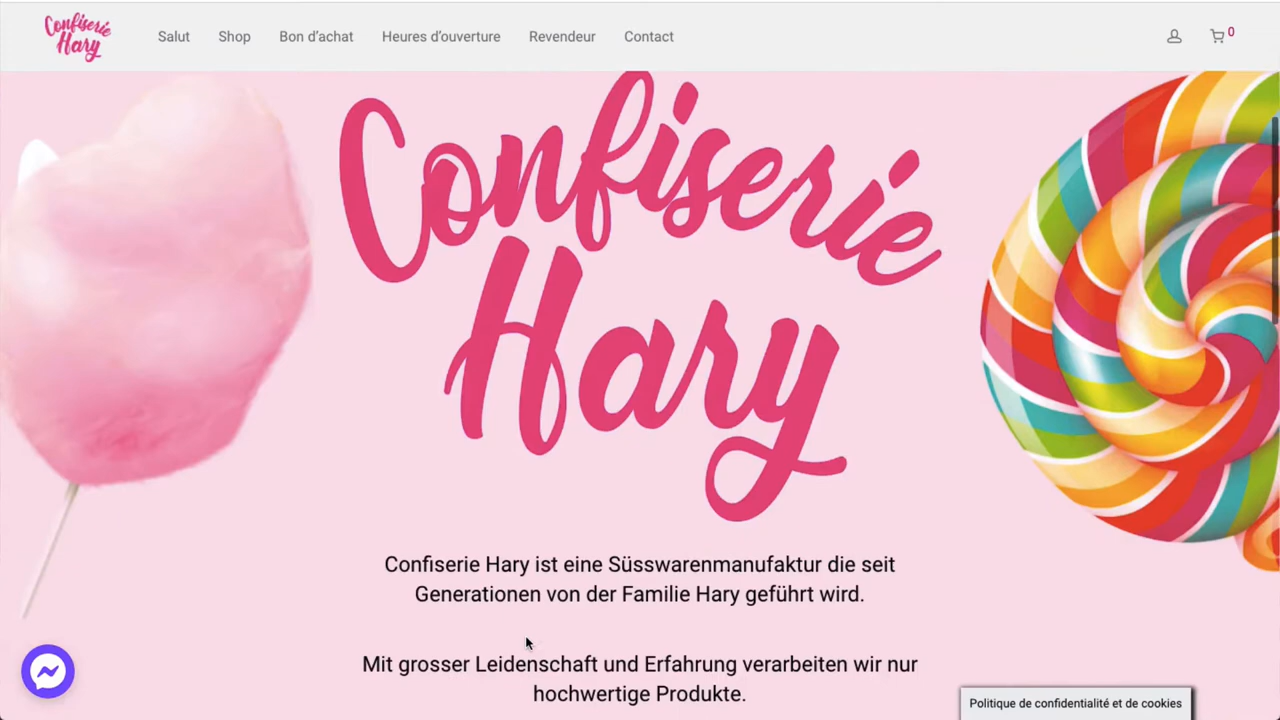 Confiserie
Hary
Salut
Shop
Bon d’achat
Heures d’ouverture
Revendeur
Contact
0
Confiserie
Hary
Confiserie Hary ist eine Süsswarenmanufaktur die seit
Generationen von der Familie Hary geführt wird.
Mit grosser Leidenschaft und Erfahrung verarbeiten wir nur
hochwertige Produkte.
Politique de confidentialité et de cookies